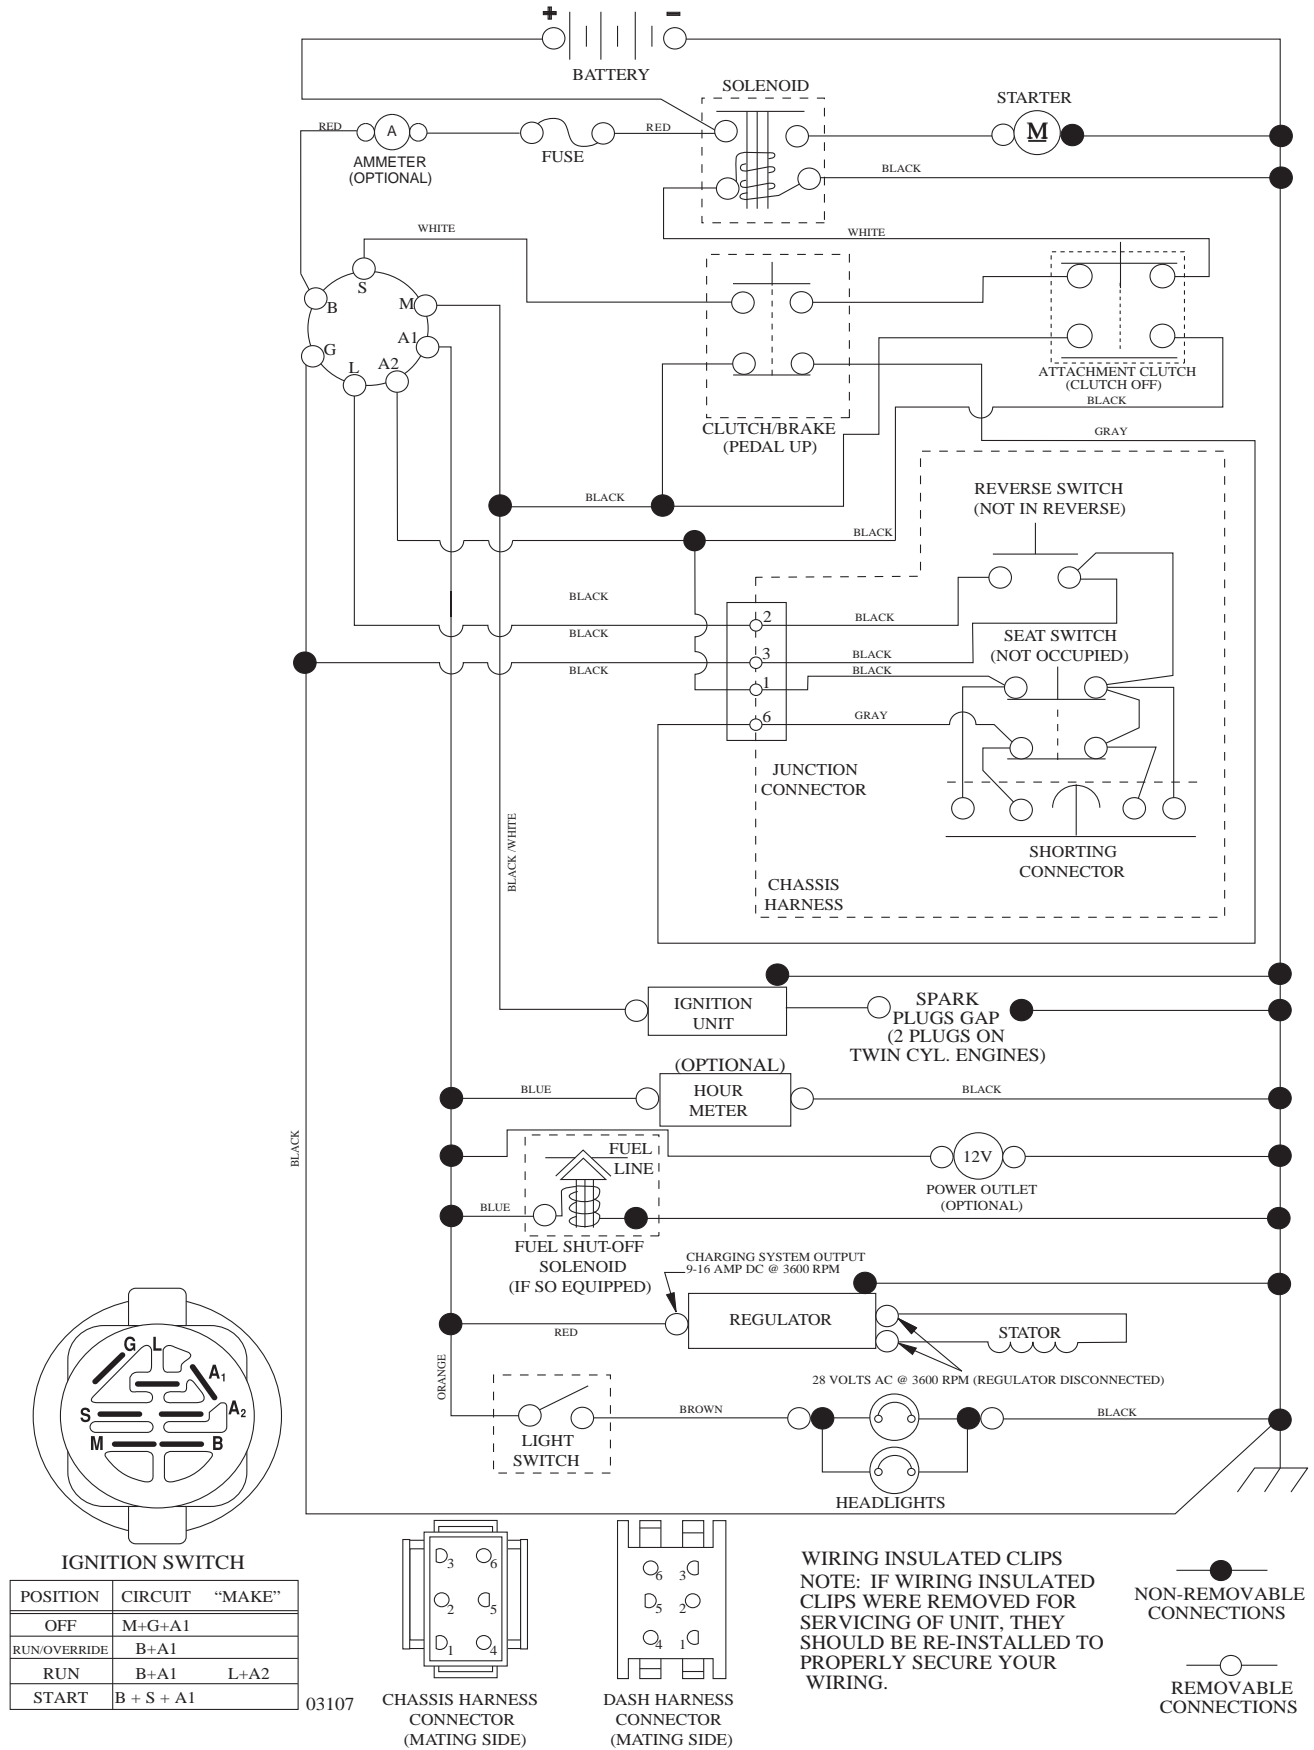 + −
BATTERY
SOLENOID
STARTER
RED
A
RED
M
FUSE
AMMETER
(OPTIONAL)
BLACK
WHITE
WHITE
S
B
M
A1
G
L
A2
ATTACHMENT CLUTCH
(CLUTCH OFF)
BLACK
CLUTCH/BRAKE
(PEDAL UP)
GRAY
REVERSE SWITCH
(NOT IN REVERSE)
BLACK
BLACK
BLACK
2
BLACK
BLACK
SEAT SWITCH
(NOT OCCUPIED)
3
BLACK
BLACK
BLACK
1
6
GRAY
JUNCTION
CONNECTOR
BLACK /WHITE
SHORTING
CONNECTOR
CHASSIS
HARNESS
IGNITION
UNIT
SPARK
PLUGS GAP
(2 PLUGS ON
TWIN CYL. ENGINES)
(OPTIONAL)
BLUE
HOUR
METER
BLACK
BLACK
FUEL
LINE
12V
POWER OUTLET
(OPTIONAL)
BLUE
FUEL SHUT-OFF
SOLENOID
(IF SO EQUIPPED)
CHARGING SYSTEM OUTPUT
9-16 AMP DC @ 3600 RPM
REGULATOR
RED
STATOR
ORANGE
28 VOLTS AC @ 3600 RPM (REGULATOR DISCONNECTED)
BROWN
BLACK
LIGHT
SWITCH
HEADLIGHTS
G L
A1
S
A2
M B
IGNITION SWITCH
POSITION CIRCUIT “MAKE”
OFF M+G+A1
RUN/OVERRIDE B+A1
RUN B+A1 L+A2
START B + S + A1
03107
3 6
2 5
1 4
CHASSIS HARNESS
CONNECTOR
(MATING SIDE)
6 3
5 2
4 1
DASH HARNESS
CONNECTOR
(MATING SIDE)
WIRING INSULATED CLIPS
NOTE: IF WIRING INSULATED
CLIPS WERE REMOVED FOR
SERVICING OF UNIT, THEY
SHOULD BE RE-INSTALLED TO
PROPERLY SECURE YOUR
WIRING.
NON-REMOVABLE
CONNECTIONS
REMOVABLE
CONNECTIONS